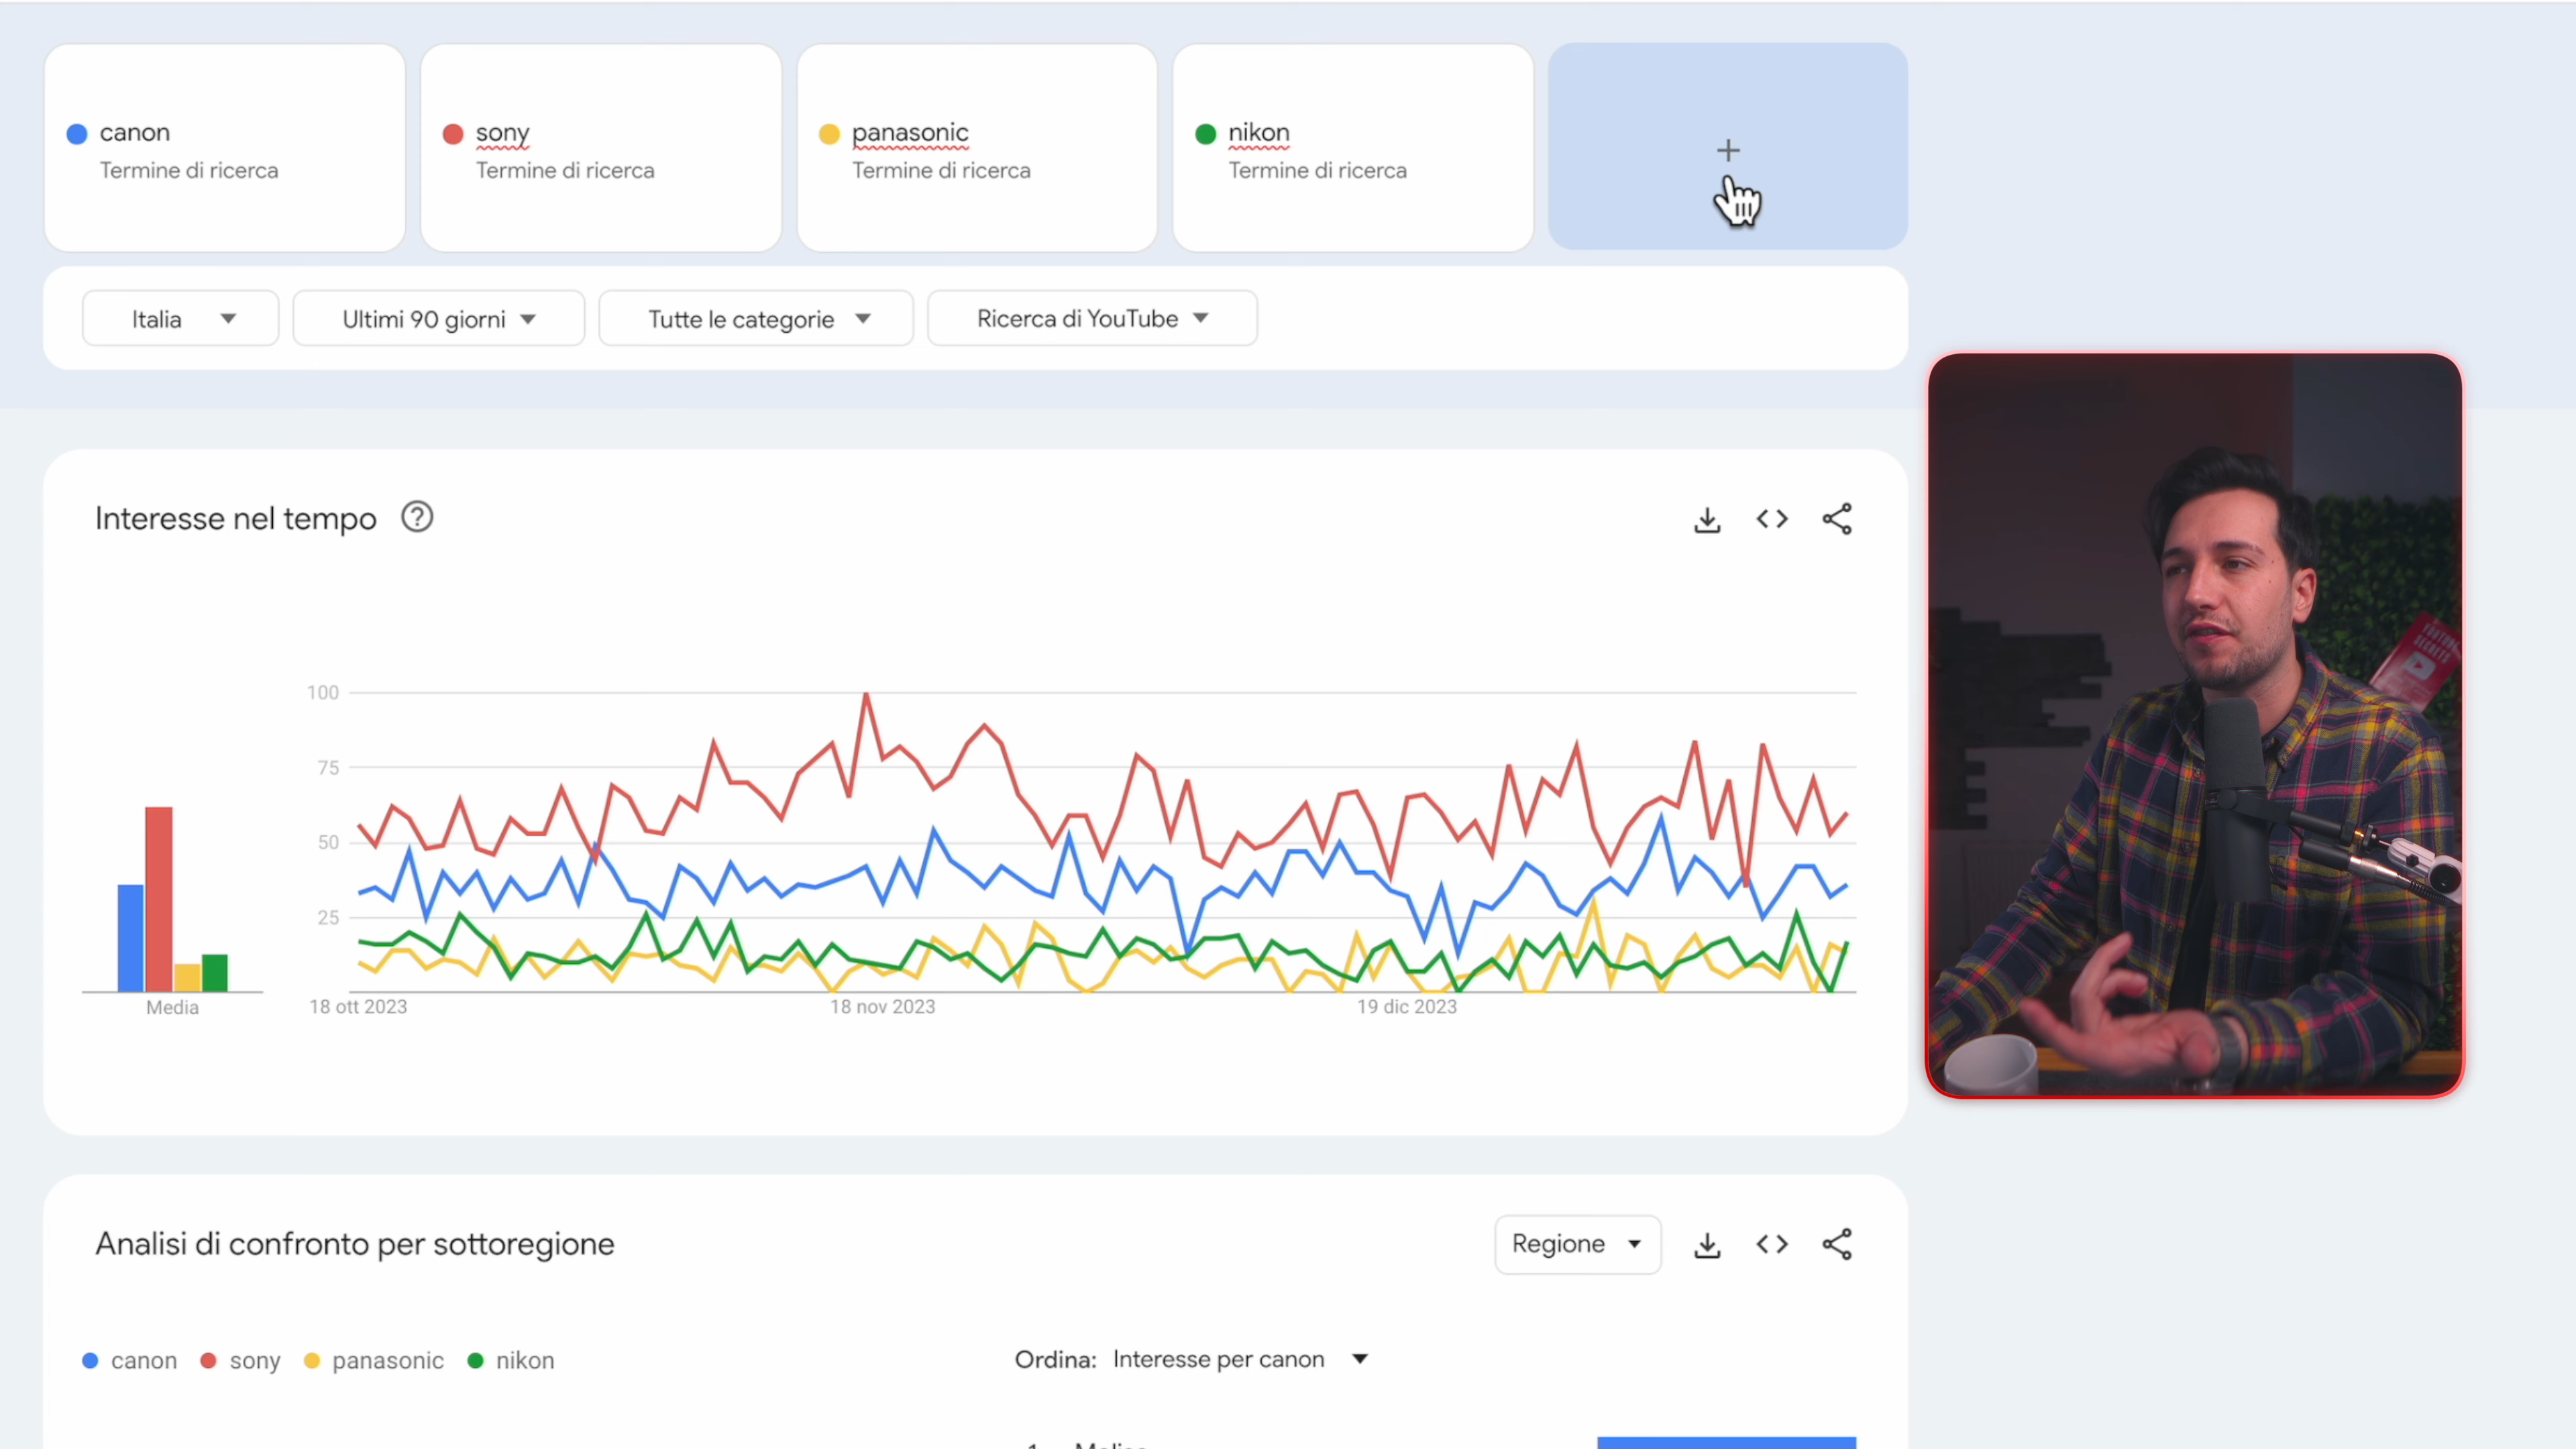 canon
Termine di ricerca
sony
Termine di ricerca
panasonic
Termine di ricerca
nikon
Termine di ricerca
+
Italia
Ultimi 90 giorni
Tutte le categorie
Ricerca di YouTube
Interesse nel tempo
100
75
50
25
Media
18 ott 2023
18 nov 2023
19 dic 2023
YOUTUBE
SECRETS
Analisi di confronto per sottoregione
Regione
canon
sony
panasonic
nikon
Ordina: Interesse per canon